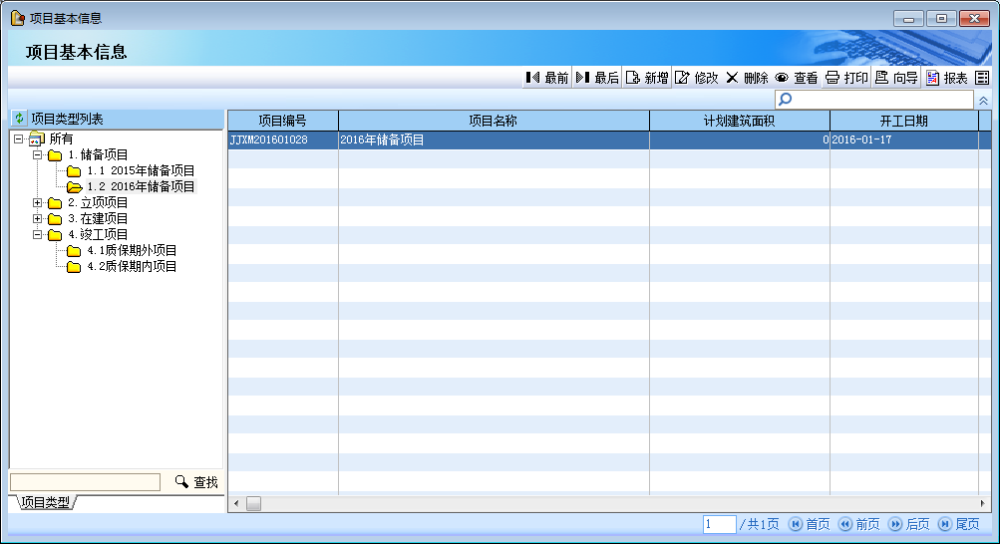 项目基本信息
项目基本信息
最前 最后 新增 修改 删除 查看 打印 向导 报表
项目类型列表
所有
1.储备项目
1.1 2015年储备项目
1.2 2016年储备项目
2.立项项目
3.在建项目
4.竣工项目
4.1质保期外项目
4.2质保期内项目
查找
项目类型
项目编号 项目名称 计划建筑面积 开工日期
JJXM201601028 2016年储备项目 0 2016-01-17
1 /共1页 首页 前页 后页 尾页